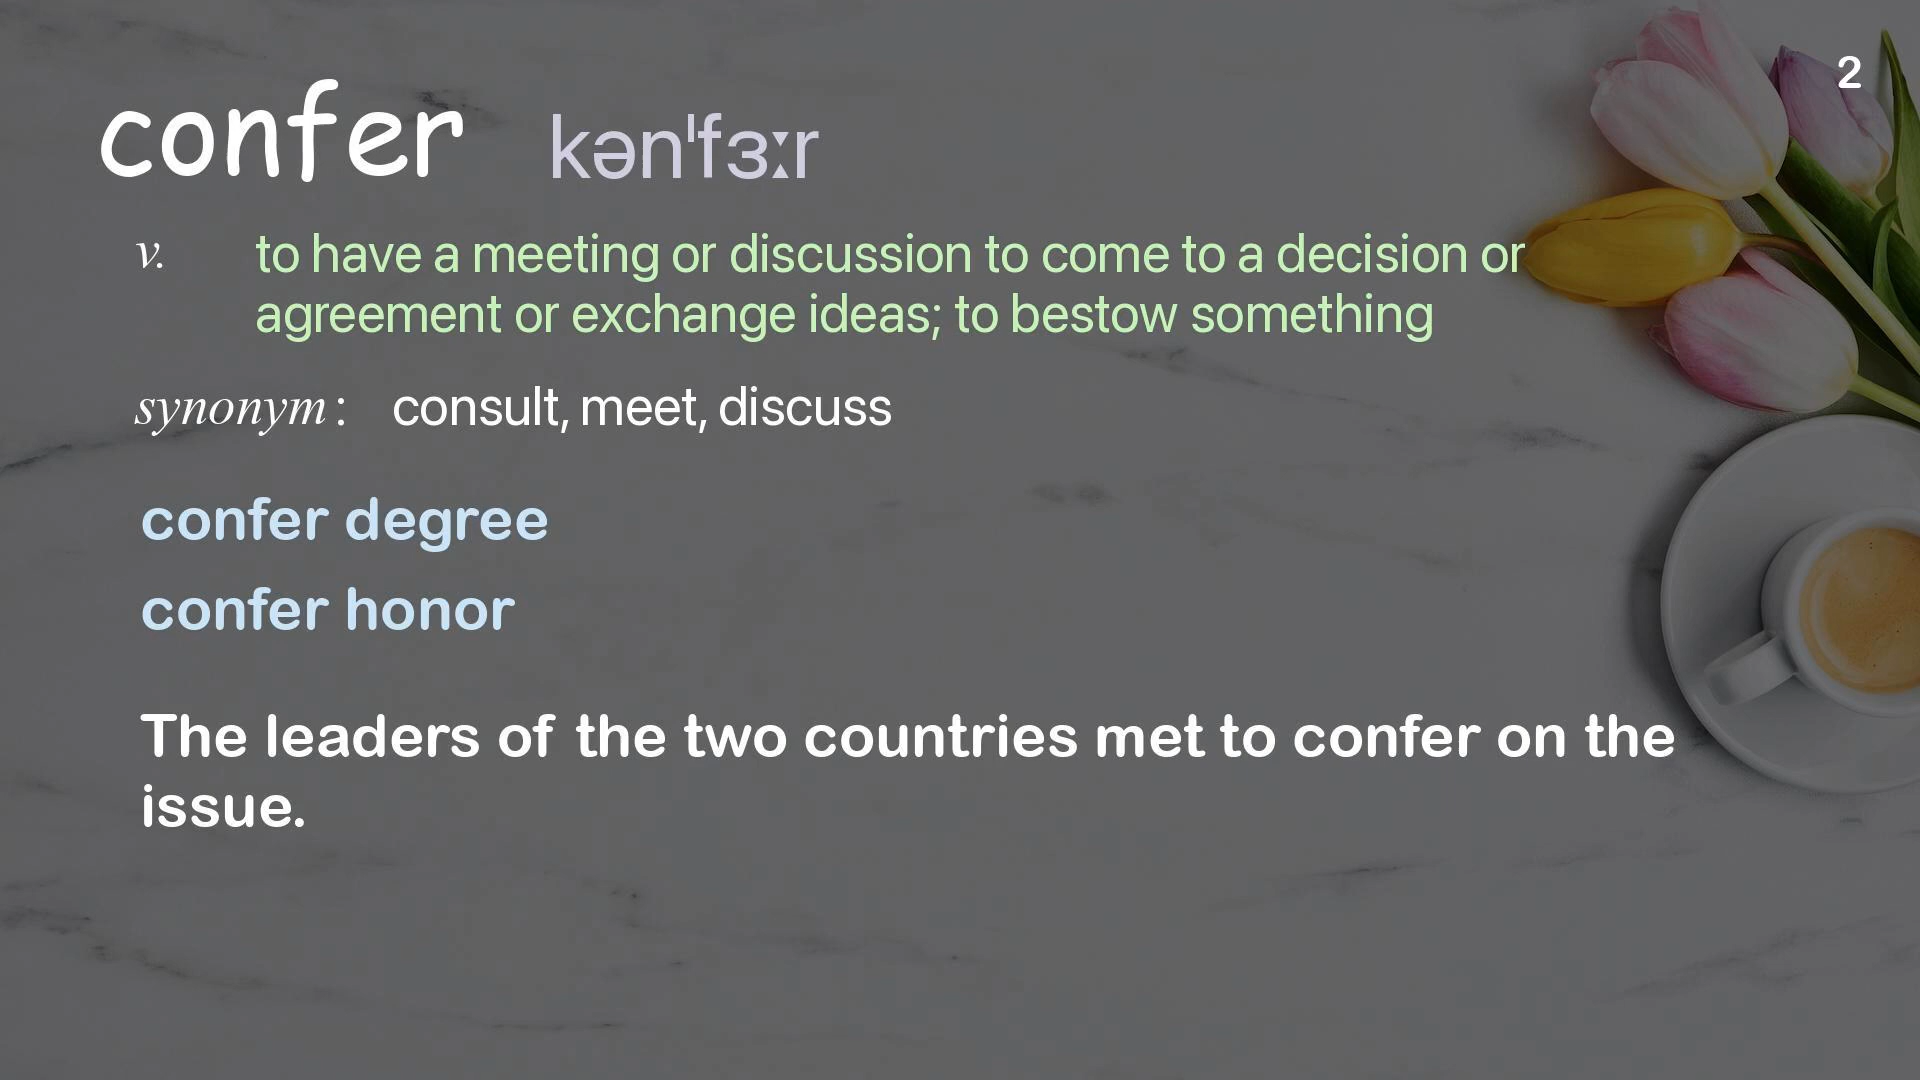 2
confer kənˈfɜːr
v. to have a meeting or discussion to come to a decision or
agreement or exchange ideas; to bestow something
synonym : consult, meet, discuss
confer degree
confer honor
The leaders of the two countries met to confer on the
issue.